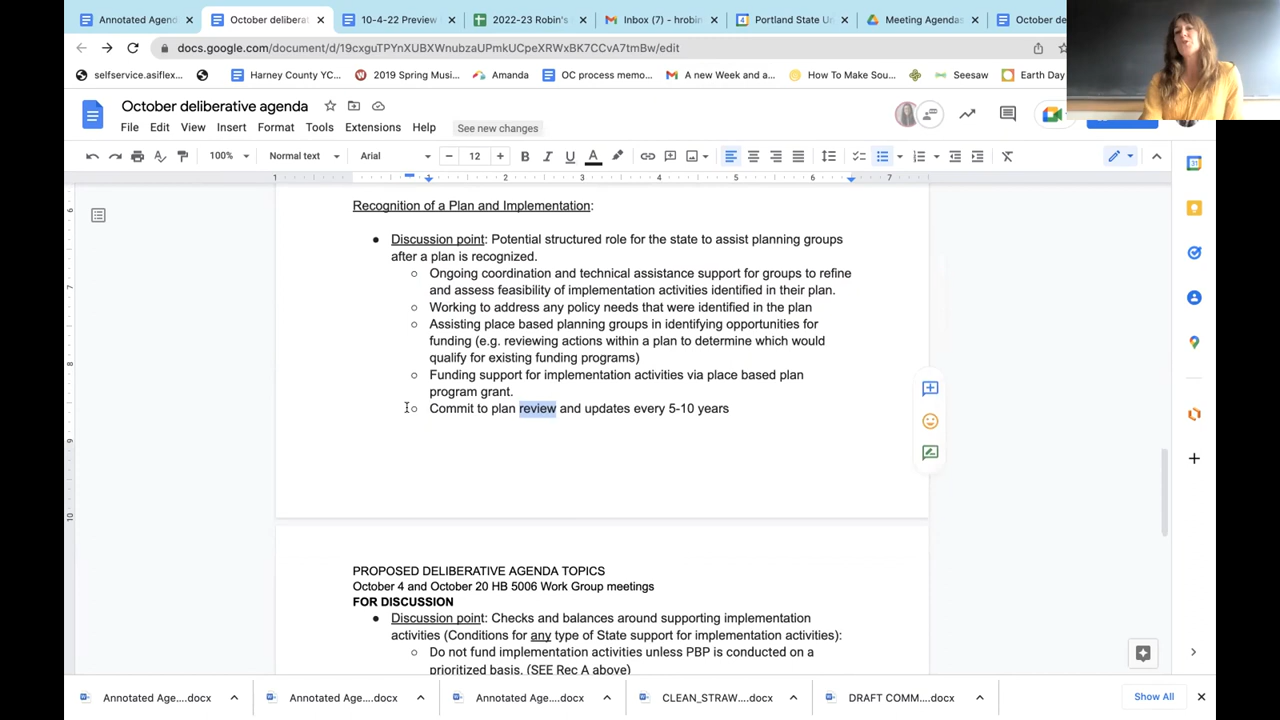 Annotated Agend
October deliberat
10-4-22 Preview
2022-23 Robin's
Inbox (7) - hrobin
Portland State Un
Meeting Agendas
October de
docs.google.com/document/d/19cxguTPYnXUBXWnubzaUPmkUCpeXRWxBK7CCvA7tmBw/edit
selfservice.asiflex...
Harney County YC...
2019 Spring Musi...
Amanda
OC process memo...
A new Week and a...
How To Make Sou...
Seesaw
Earth Day
October deliberative agenda
File Edit View Insert Format Tools Extensions Help See new changes
100% Normal text Arial - 12 + B I U A
1 1 2 3 4 5 6 7
Recognition of a Plan and Implementation:
● Discussion point: Potential structured role for the state to assist planning groups
after a plan is recognized.
○ Ongoing coordination and technical assistance support for groups to refine
and assess feasibility of implementation activities identified in their plan.
○ Working to address any policy needs that were identified in the plan
○ Assisting place based planning groups in identifying opportunities for
funding (e.g. reviewing actions within a plan to determine which would
qualify for existing funding programs)
○ Funding support for implementation activities via place based plan
program grant.
○ Commit to plan review and updates every 5-10 years
PROPOSED DELIBERATIVE AGENDA TOPICS
October 4 and October 20 HB 5006 Work Group meetings
FOR DISCUSSION
● Discussion point: Checks and balances around supporting implementation
activities (Conditions for any type of State support for implementation activities):
○ Do not fund implementation activities unless PBP is conducted on a
prioritized basis. (SEE Rec A above)
Annotated Age....docx
Annotated Age....docx
Annotated Age....docx
CLEAN_STRAW....docx
DRAFT COMM....docx
Show All